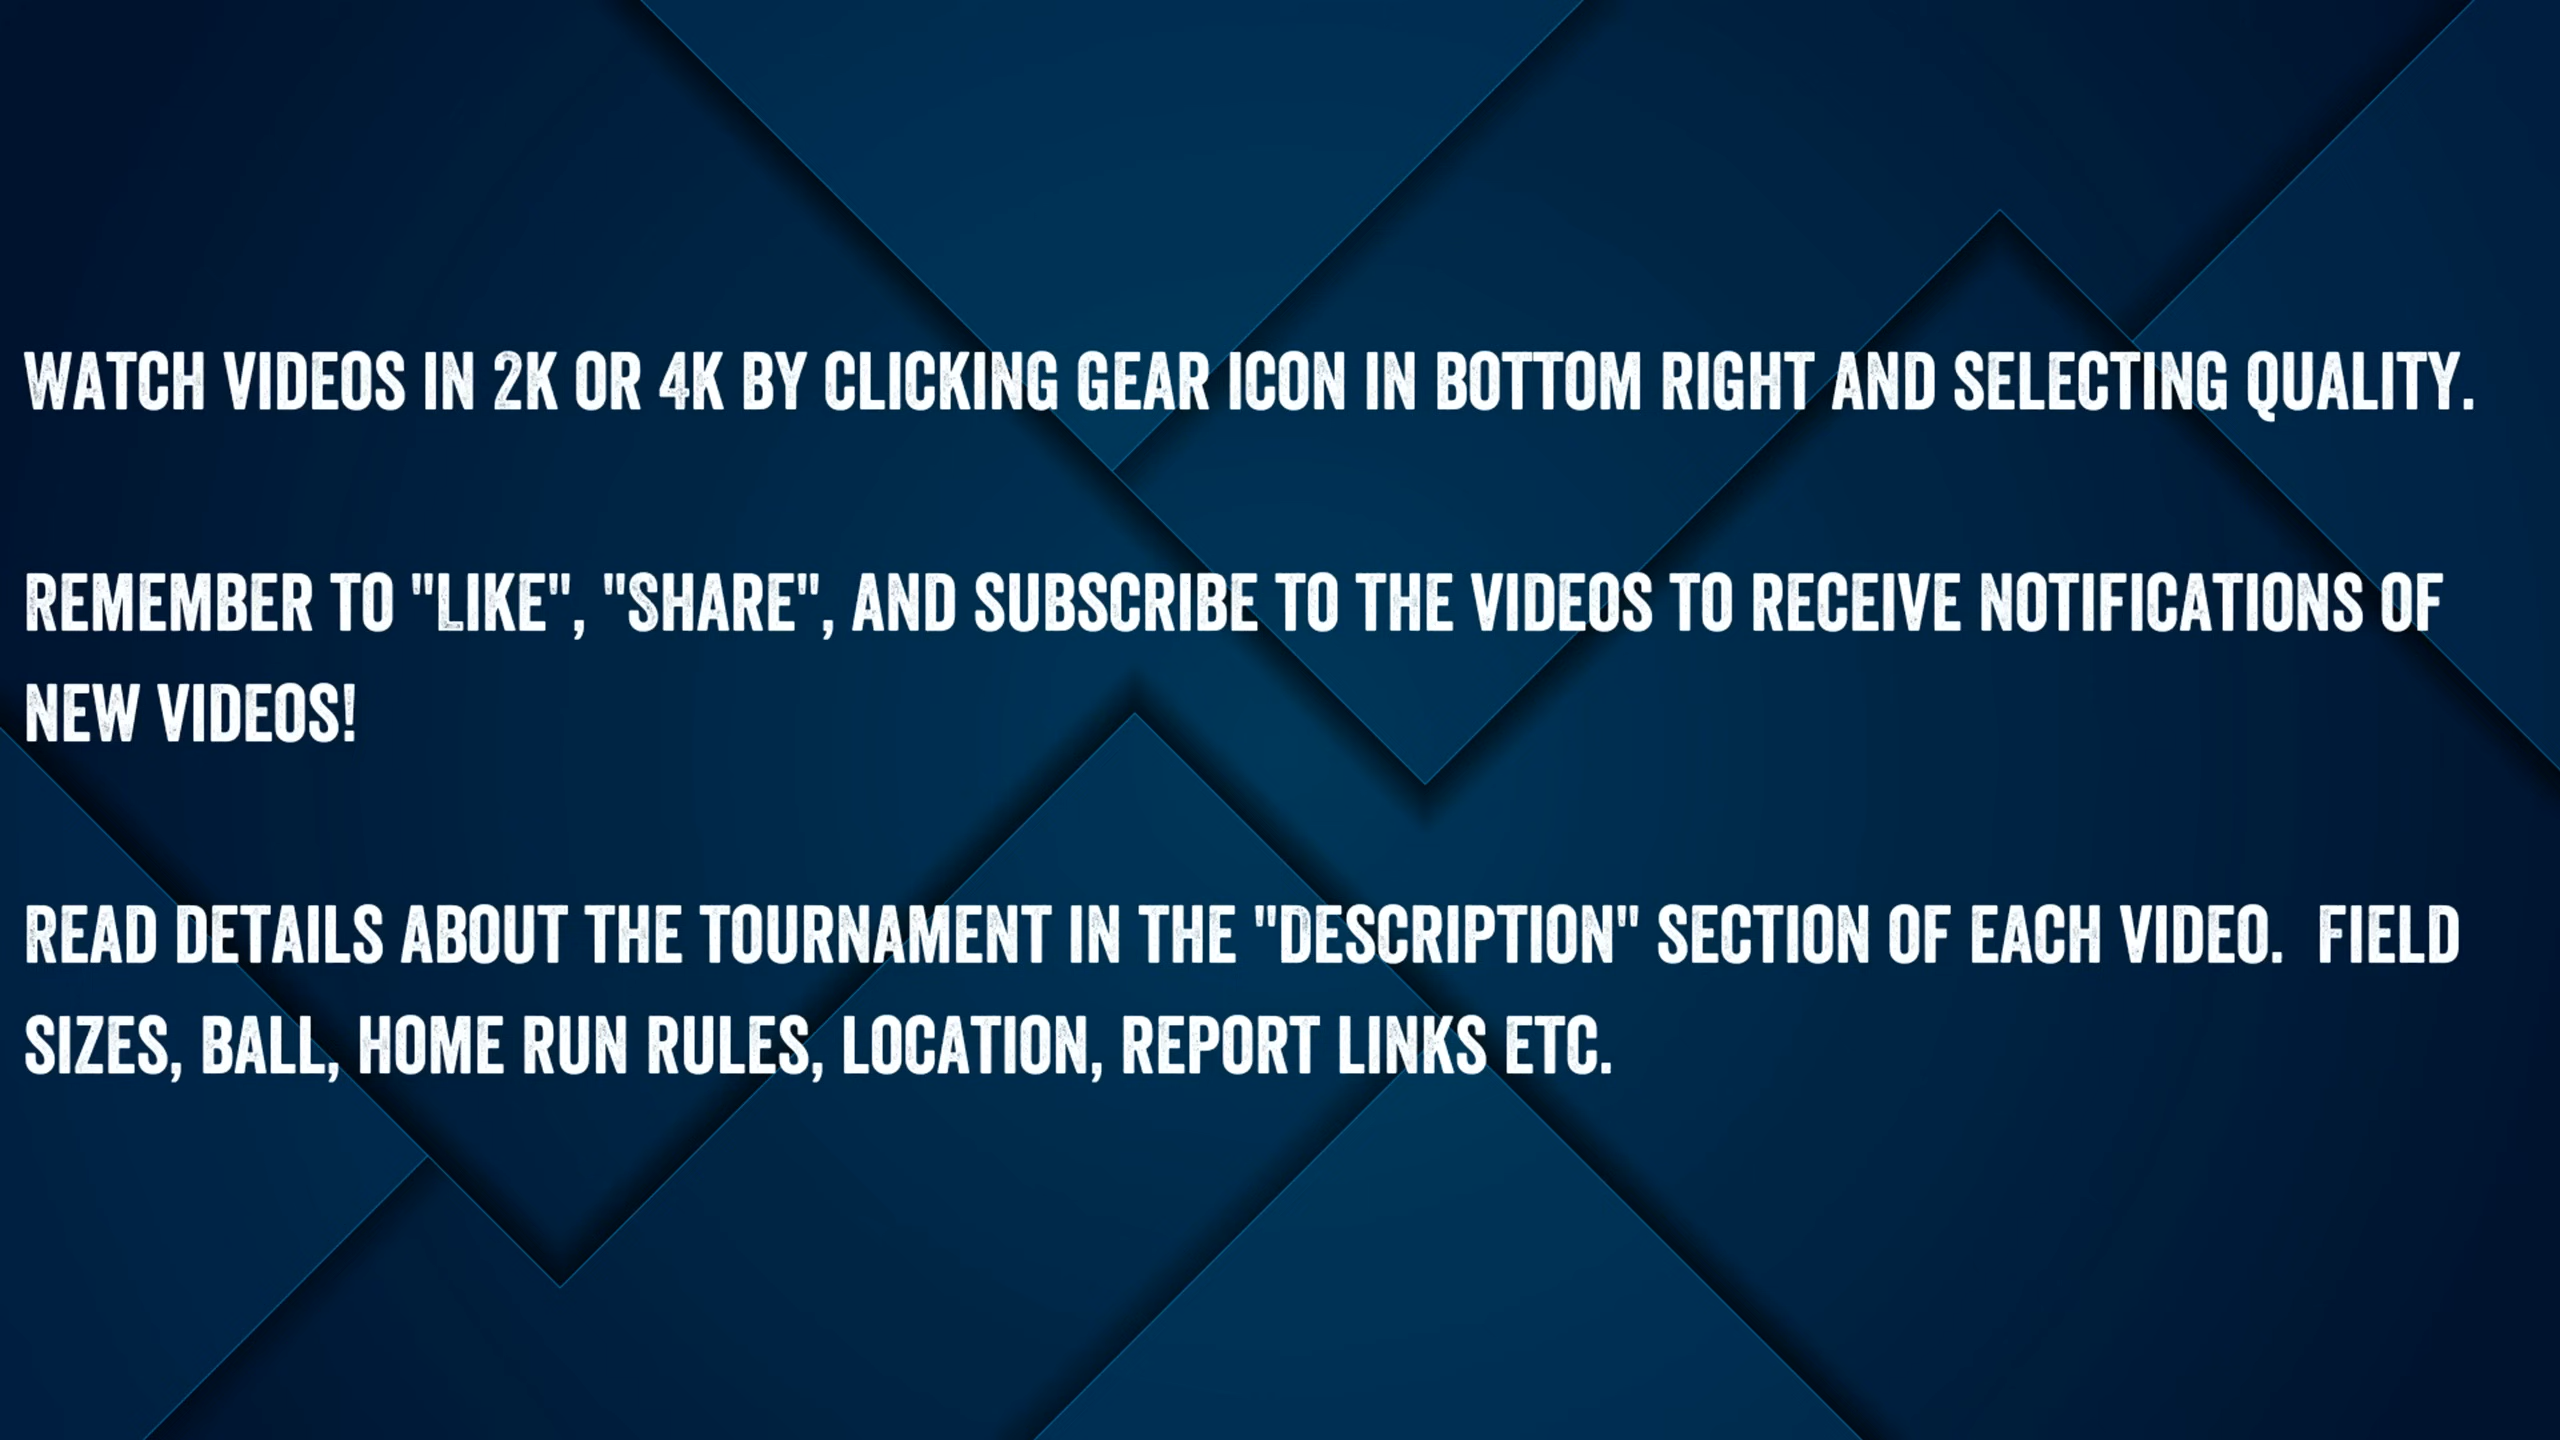 WATCH VIDEOS IN 2K OR 4K BY CLICKING GEAR ICON IN BOTTOM RIGHT AND SELECTING QUALITY.
REMEMBER TO "LIKE", "SHARE", AND SUBSCRIBE TO THE VIDEOS TO RECEIVE NOTIFICATIONS OF
NEW VIDEOS!
READ DETAILS ABOUT THE TOURNAMENT IN THE "DESCRIPTION" SECTION OF EACH VIDEO.  FIELD
SIZES, BALL, HOME RUN RULES, LOCATION, REPORT LINKS ETC.